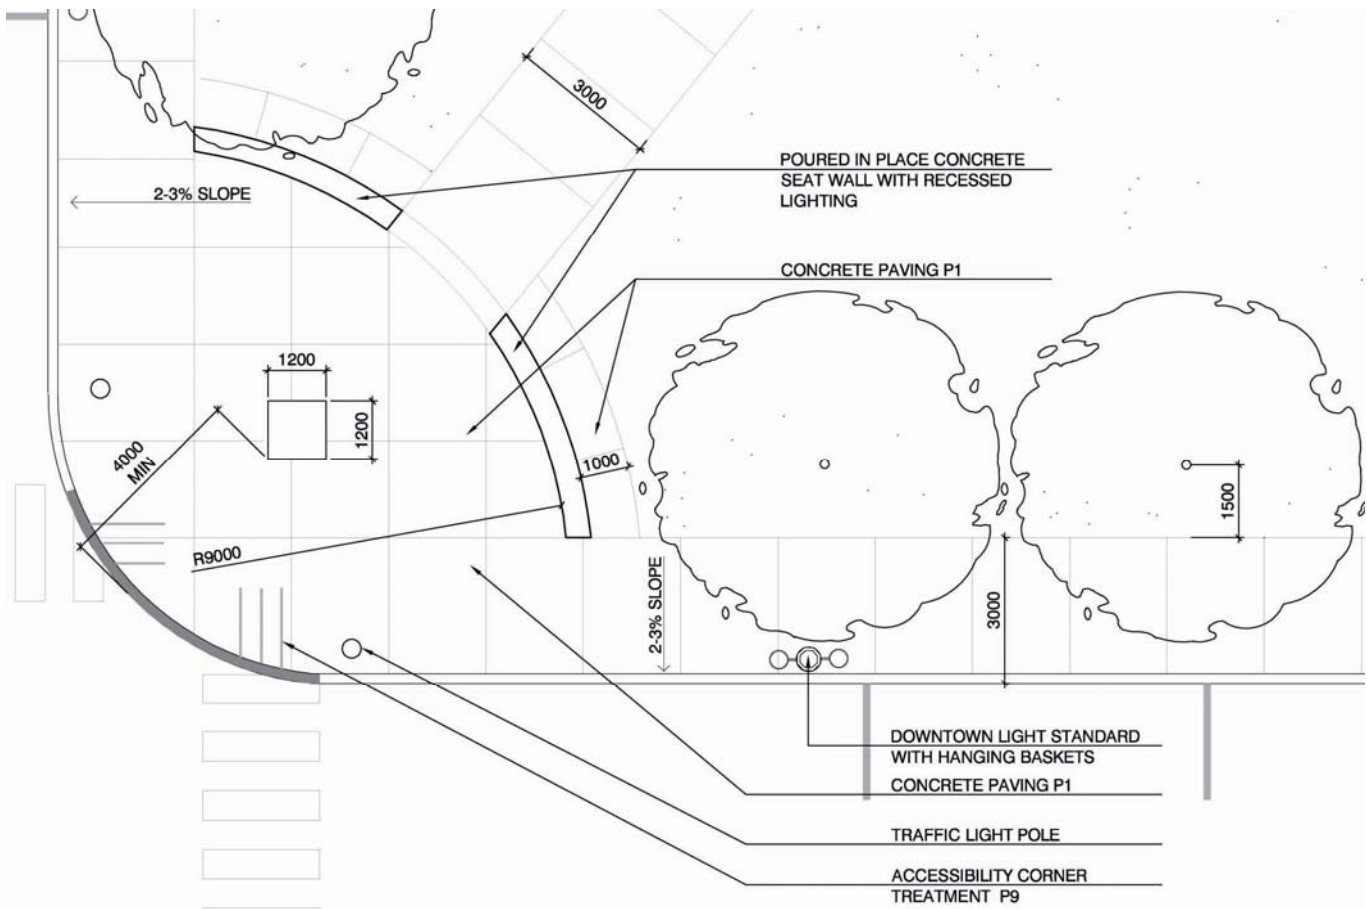 3000
POURED IN PLACE CONCRETE
SEAT WALL WITH RECESSED
LIGHTING
2-3% SLOPE
CONCRETE PAVING P1
1200
1200
4000
MIN
1000
1500
R9000
2-3% SLOPE
3000
DOWNTOWN LIGHT STANDARD
WITH HANGING BASKETS
CONCRETE PAVING P1
TRAFFIC LIGHT POLE
ACCESSIBILITY CORNER
TREATMENT P9